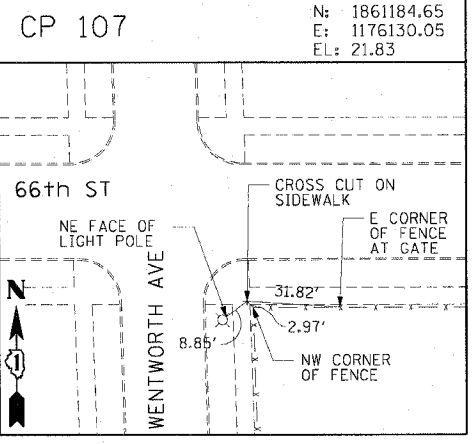 CP 107
N: 1861184.65
E: 1176130.05
EL: 21.83
66th ST
CROSS CUT ON
SIDEWALK
NE FACE OF
LIGHT POLE
E CORNER
OF FENCE
AT GATE
WENTWORTH AVE
N
31.82'
2.97'
8.85'
NW CORNER
OF FENCE
1